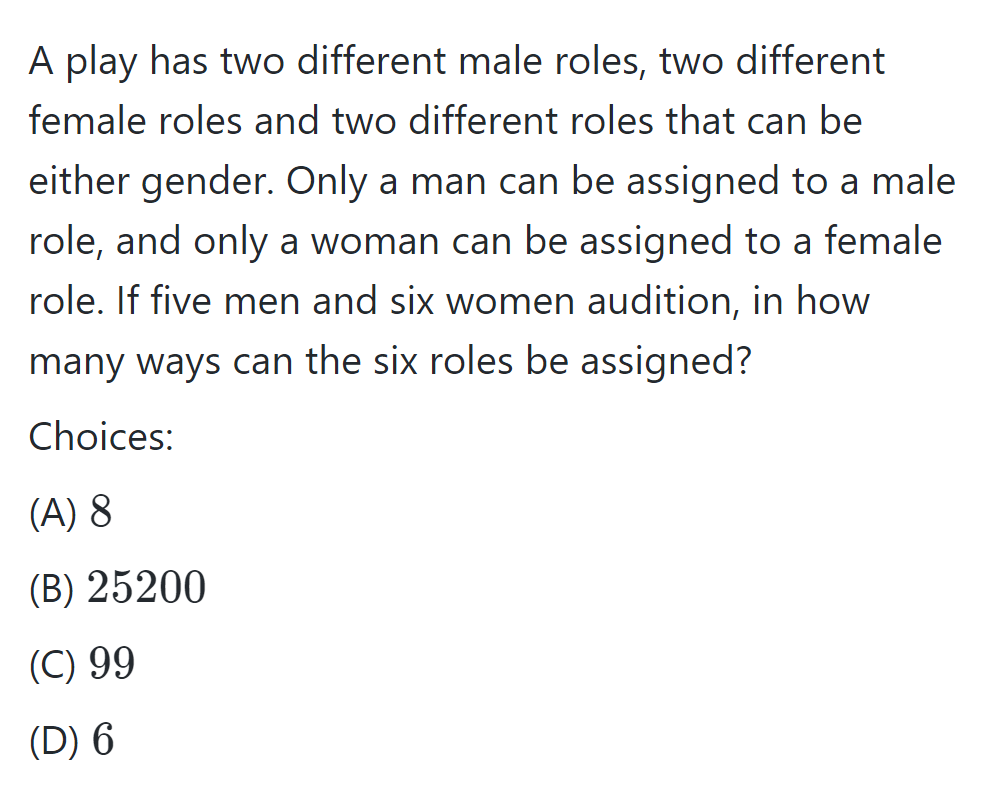 A play has two different male roles, two different
female roles and two different roles that can be
either gender. Only a man can be assigned to a male
role, and only a woman can be assigned to a female
role. If five men and six women audition, in how
many ways can the six roles be assigned?
Choices:
(A) 8
(B) 25200
(C) 99
(D) 6